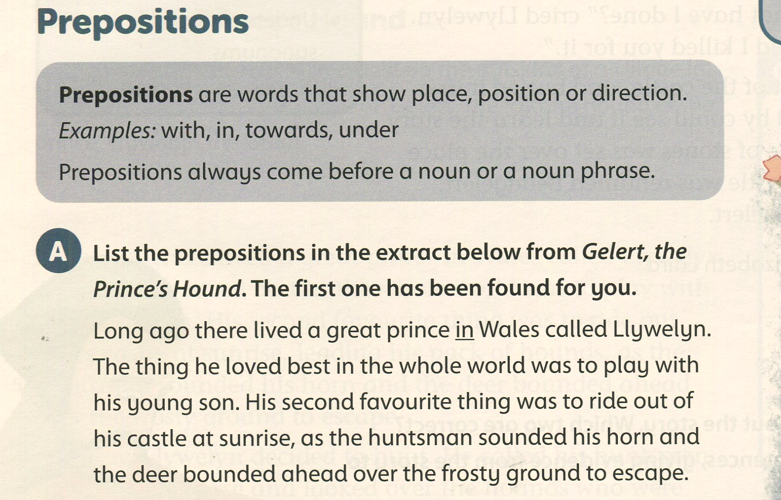 Prepositions
Prepositions are words that show place, position or direction.
Examples: with, in, towards, under
Prepositions always come before a noun or a noun phrase.
A List the prepositions in the extract below from Gelert, the
Prince's Hound. The first one has been found for you.
Long ago there lived a great prince in Wales called Llywelyn.
The thing he loved best in the whole world was to play with
his young son. His second favourite thing was to ride out of
his castle at sunrise, as the huntsman sounded his horn and
the deer bounded ahead over the frosty ground to escape.